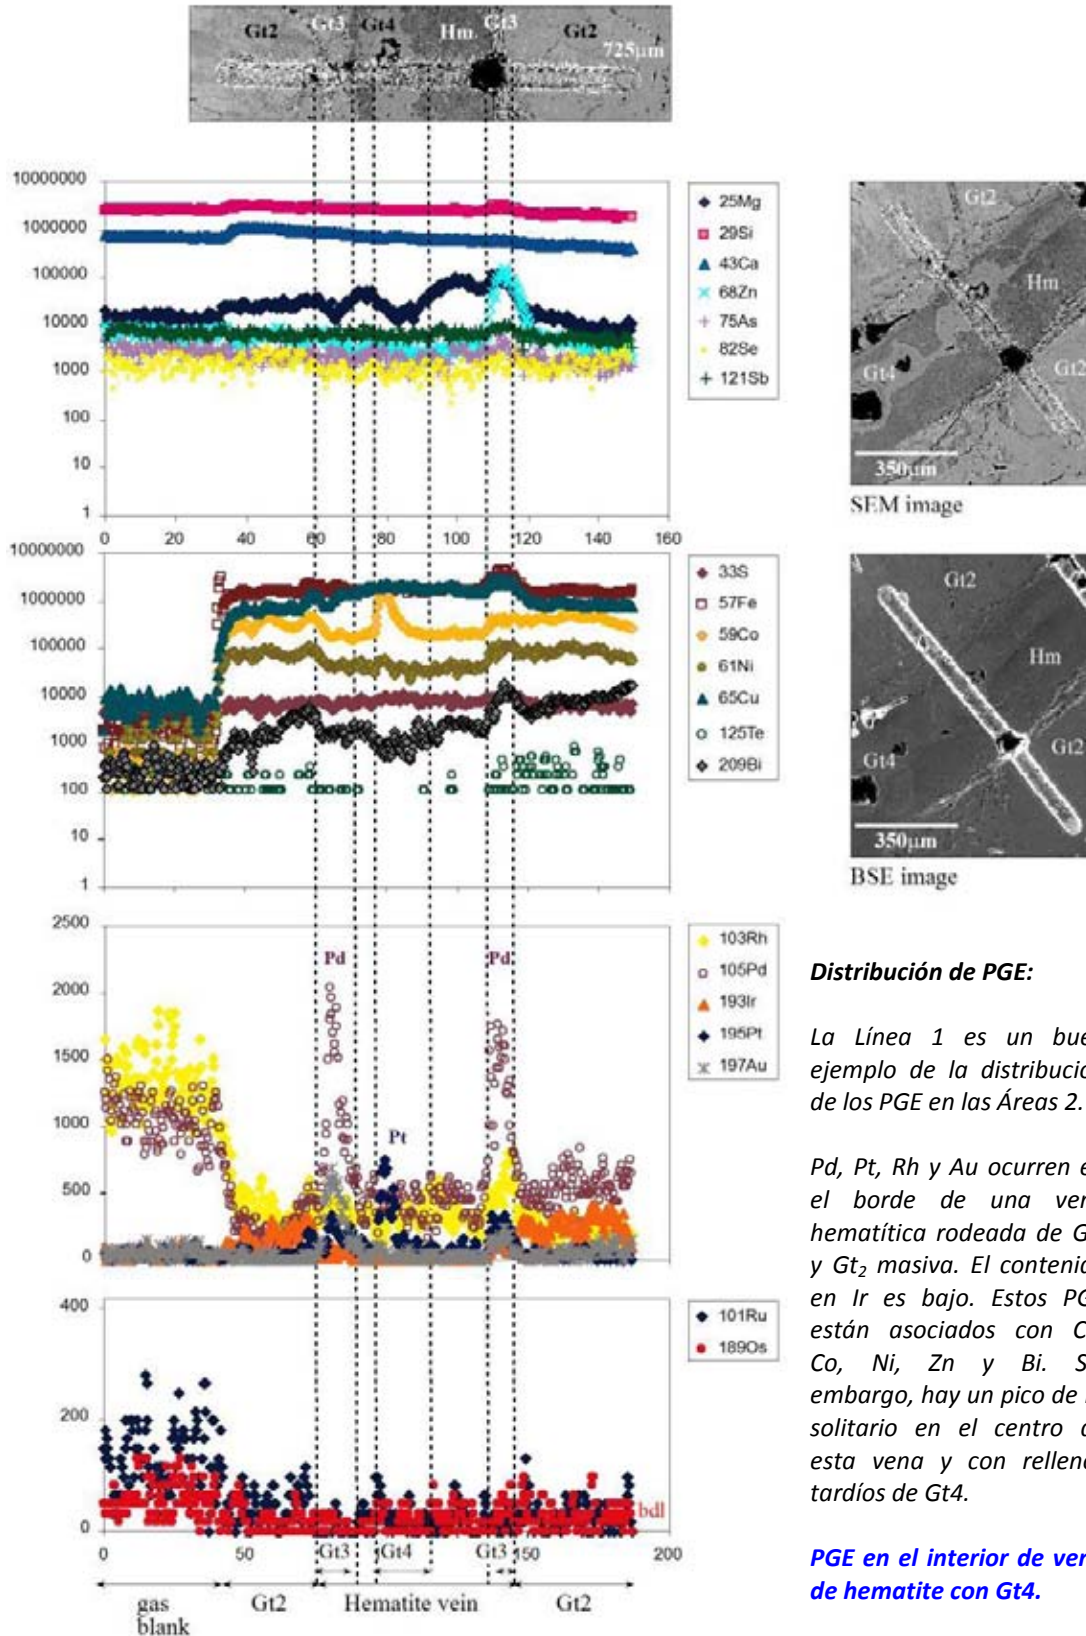 Gt2 Gt3 Gt4 Hm Gt3 Gt2
725µm
10000000
1000000
100000
10000
1000
100
10
1
0 20 40 60 80 100 120 140 160
25Mg
29Si
43Ca
68Zn
75As
82Se
121Sb
Gt2
Hm
Gt4
Gt2
350µm
SEM image
10000000
1000000
100000
10000
1000
100
10
1
33S
57Fe
59Co
61Ni
65Cu
125Te
209Bi
Gt2
Hm
Gt4
Gt2
350µm
BSE image
2500
2000
1500
1000
500
0
Pd
Pt
Pd
103Rh
105Pd
193Ir
195Pt
197Au
400
200
0
101Ru
189Os
bdl
0 50 150 200
Gt3 Gt4 Gt3
gas blank
Gt2
Hematite vein
Gt2
Distribución de PGE:
La Línea 1 es un
ejemplo de la
de los PGE en las Áreas 2.
Pd, Pt, Rh y Au ocurren
el borde de una
hematítica rodeada de
y Gt2 masiva. El
en Ir es bajo. Estos
están asociados con
Co, Ni, Zn y Bi.
embargo, hay un pico de
solitario en el centro
esta vena y con
tardíos de Gt4.
PGE en el interior de
de hematite con Gt4.